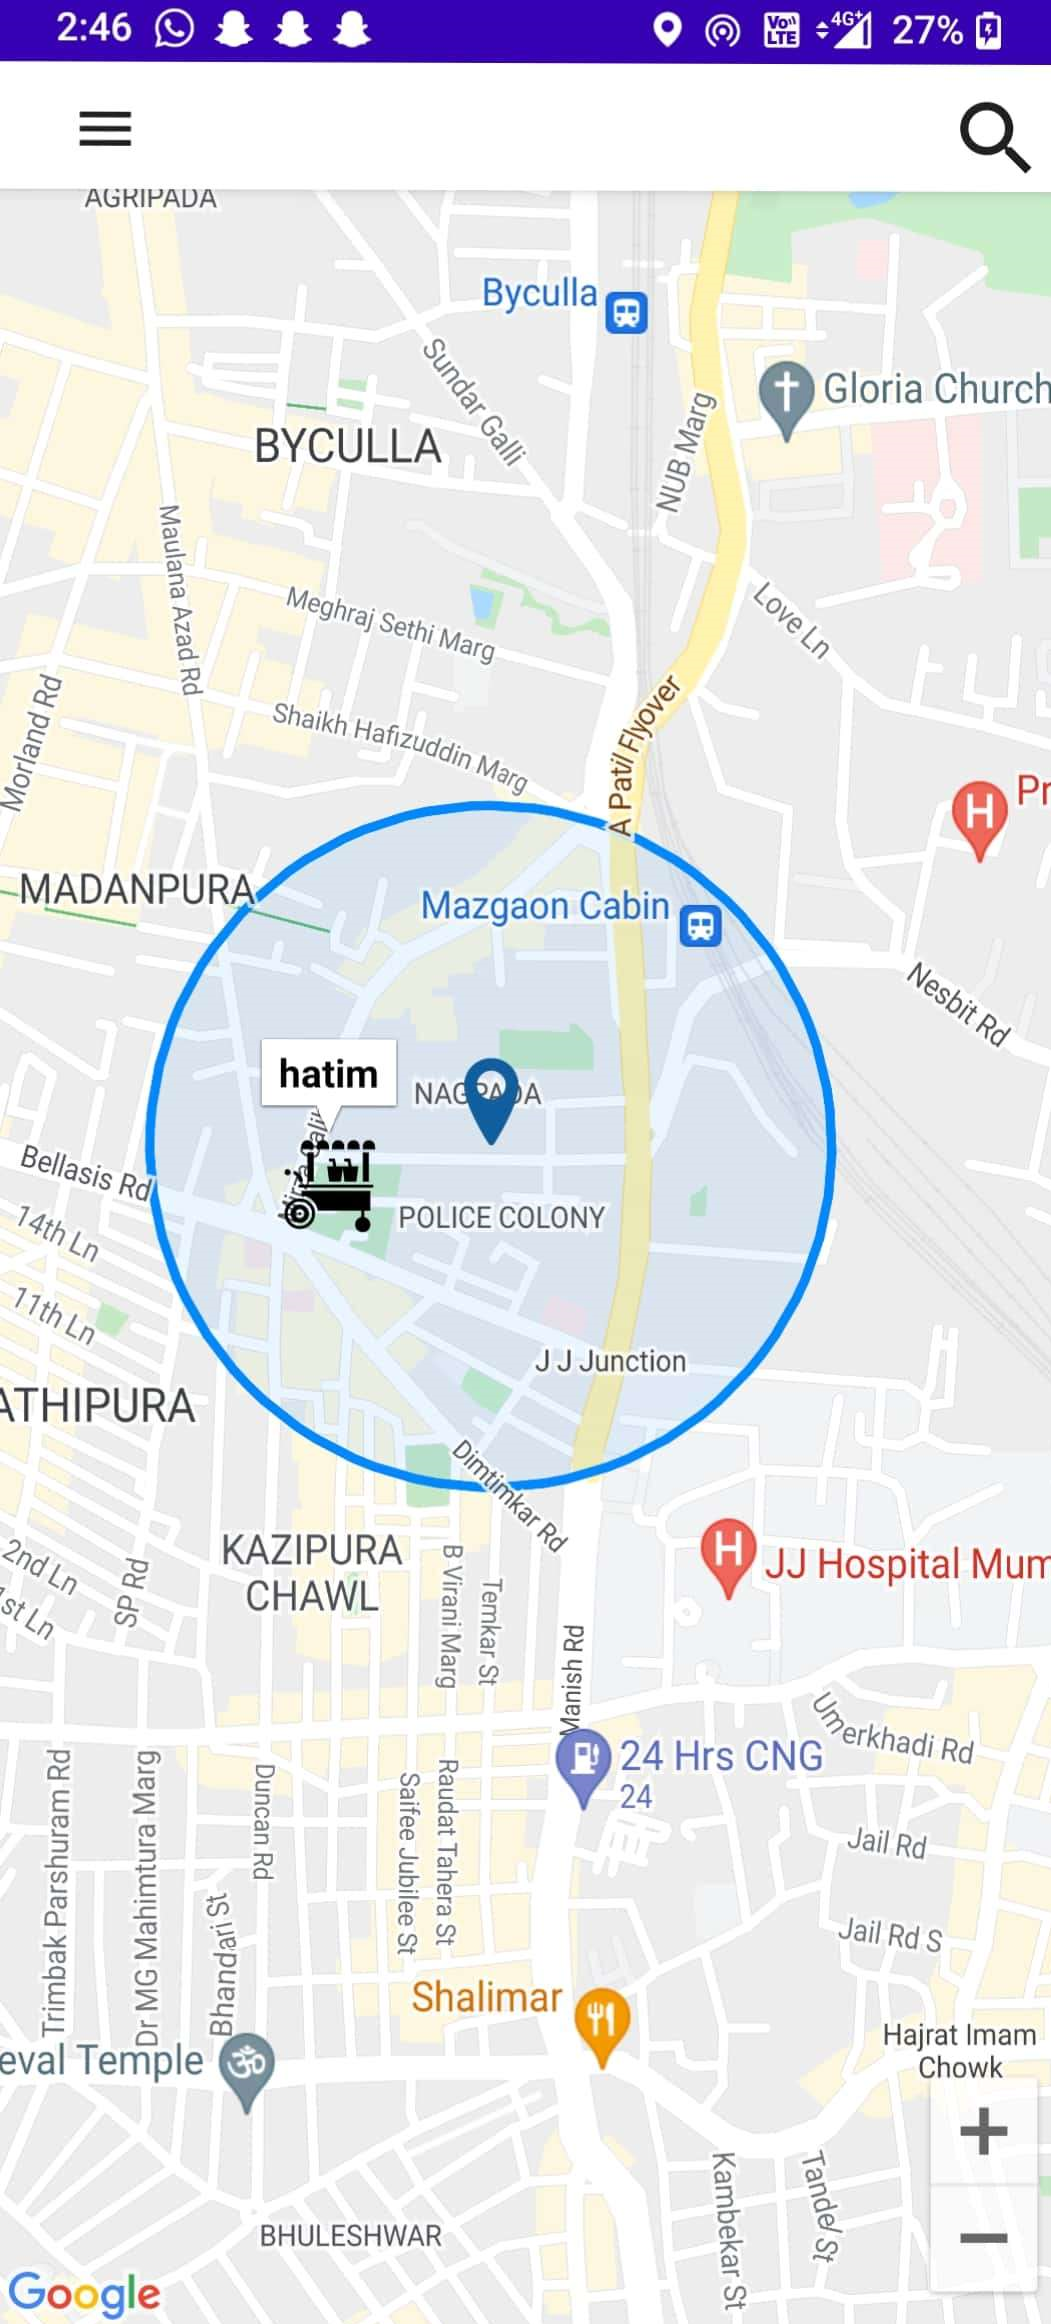 2:46
Vo))
LTE
4G+
27%
AGRIPADA
Byculla
Sundar Galli
Gloria Church
BYCULLA
NUB Marg
Maulana Azad Rd
Meghraj Sethi Marg
Love Ln
Morland Rd
Shaikh Hafizuddin Marg
A Patil Flyover
H
Pr
MADANPURA
Mazgaon Cabin
Nesbit Rd
hatim
NAGPADA
Bellasis Rd
14th Ln
POLICE COLONY
11th Ln
J J Junction
ATHIPURA
Dimtimkar Rd
KAZIPURA
CHAWL
2nd Ln
1st Ln
SP Rd
B Virani Marg
Temkar St
H
JJ Hospital Mum
Manish Rd
Umerkhadi Rd
24 Hrs CNG
24
Trimbak Parshuram Rd
Dr MG Mahimtura Marg
Duncan Rd
Saifee Jubilee St
Raudat Tahera St
Jail Rd
Bhandari St
Jail Rd S
Shalimar
eval Temple
ॐ
Hajrat Imam
Chowk
+
Kambekar St
Tandel St
−
BHULESHWAR
Google